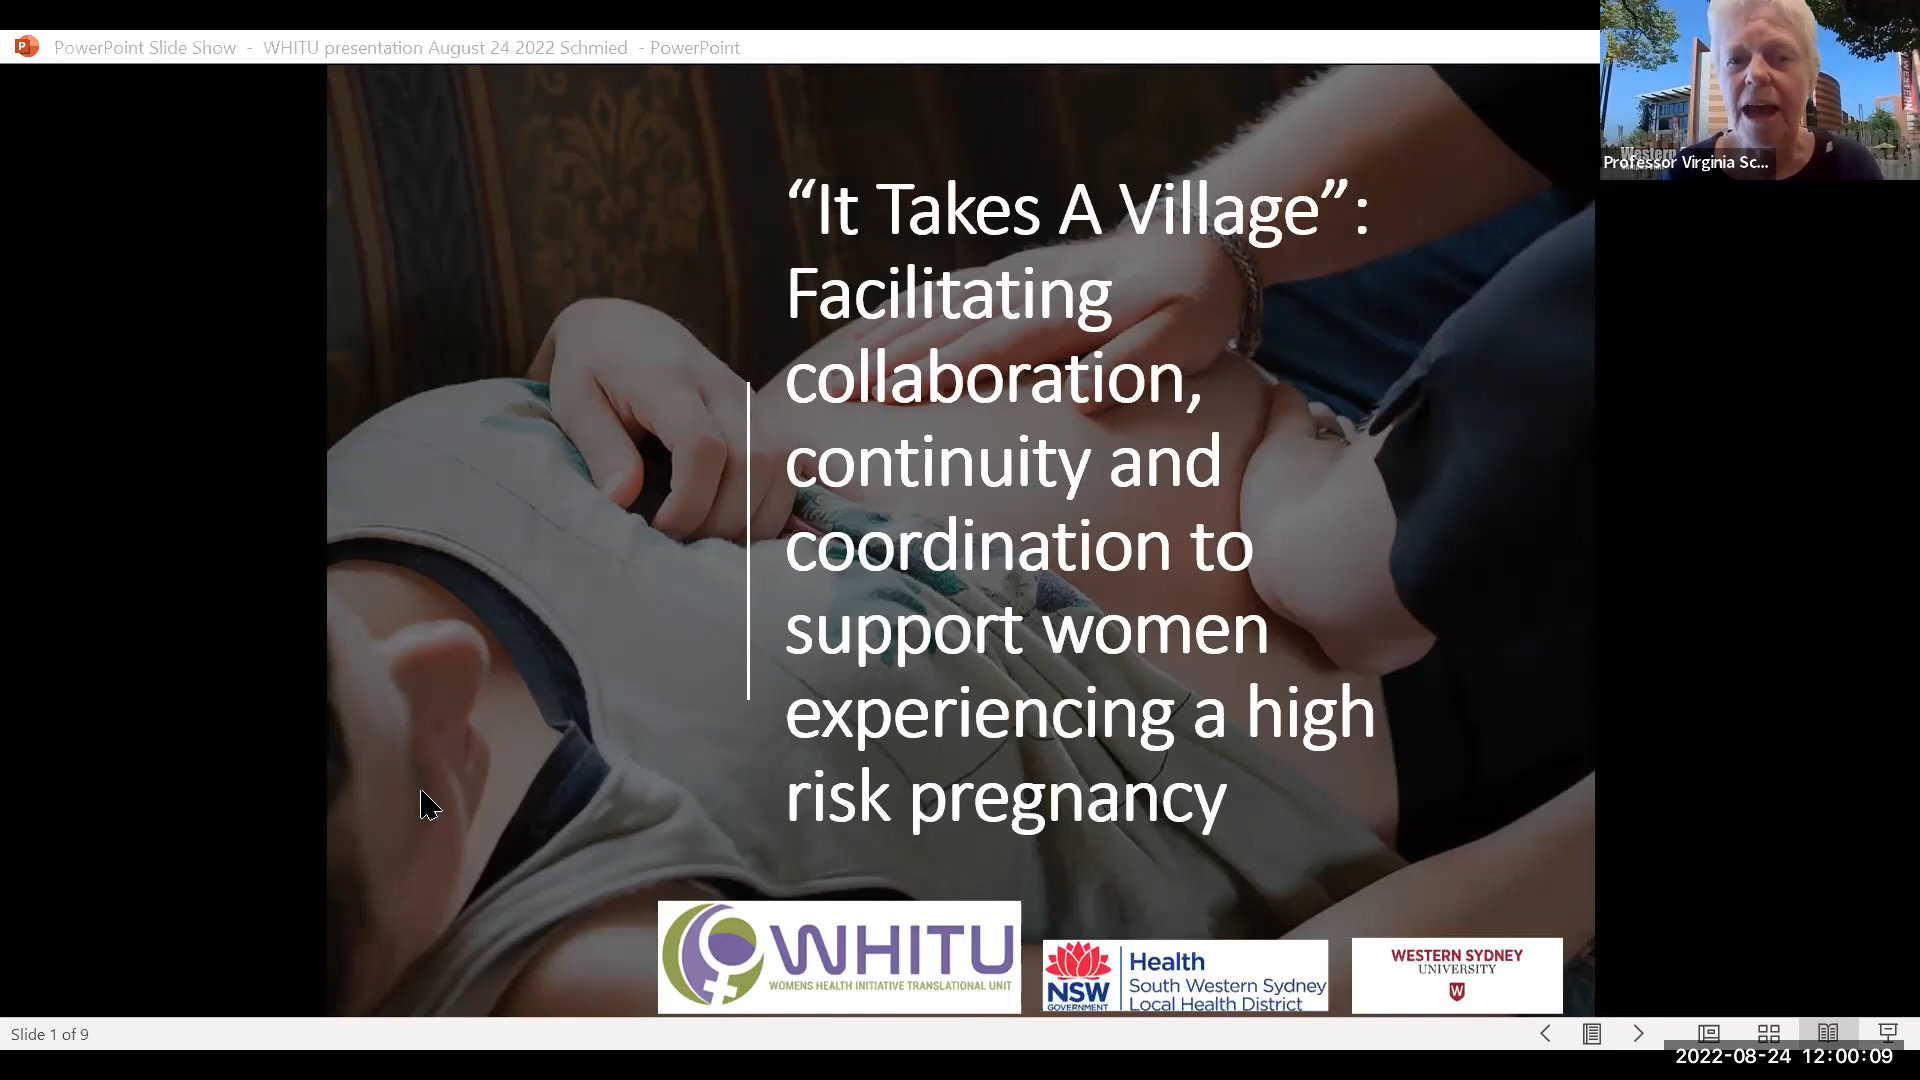 PowerPoint Slide Show - WHITU presentation August 24 2022 Schmied - PowerPoint
WESTERN
Western
Professor Virginia Sc...
“It Takes A Village”:
Facilitating
collaboration,
continuity and
coordination to
support women
experiencing a high
risk pregnancy
WHITU
WOMENS HEALTH INITIATIVE TRANSLATIONAL UNIT
NSW
GOVERNMENT
Health
South Western Sydney
Local Health District
WESTERN SYDNEY
UNIVERSITY
W
Slide 1 of 9
2022-08-24 12:00:09